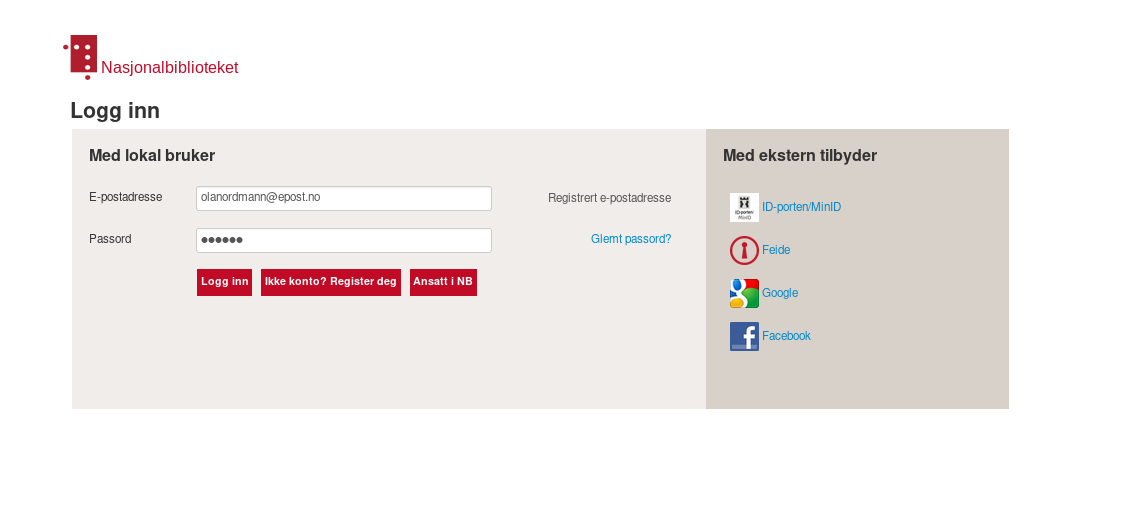 Nasjonalbiblioteket
Logg inn
Med lokal bruker
E-postadresse
olanordmann@epost.no
Registrert e-postadresse
Passord
●●●●●●
Glemt passord?
Logg inn
Ikke konto? Register deg
Ansatt i NB
Med ekstern tilbyder
ID-porten/
MinID
ID-porten/MinID
Feide
Google
Facebook